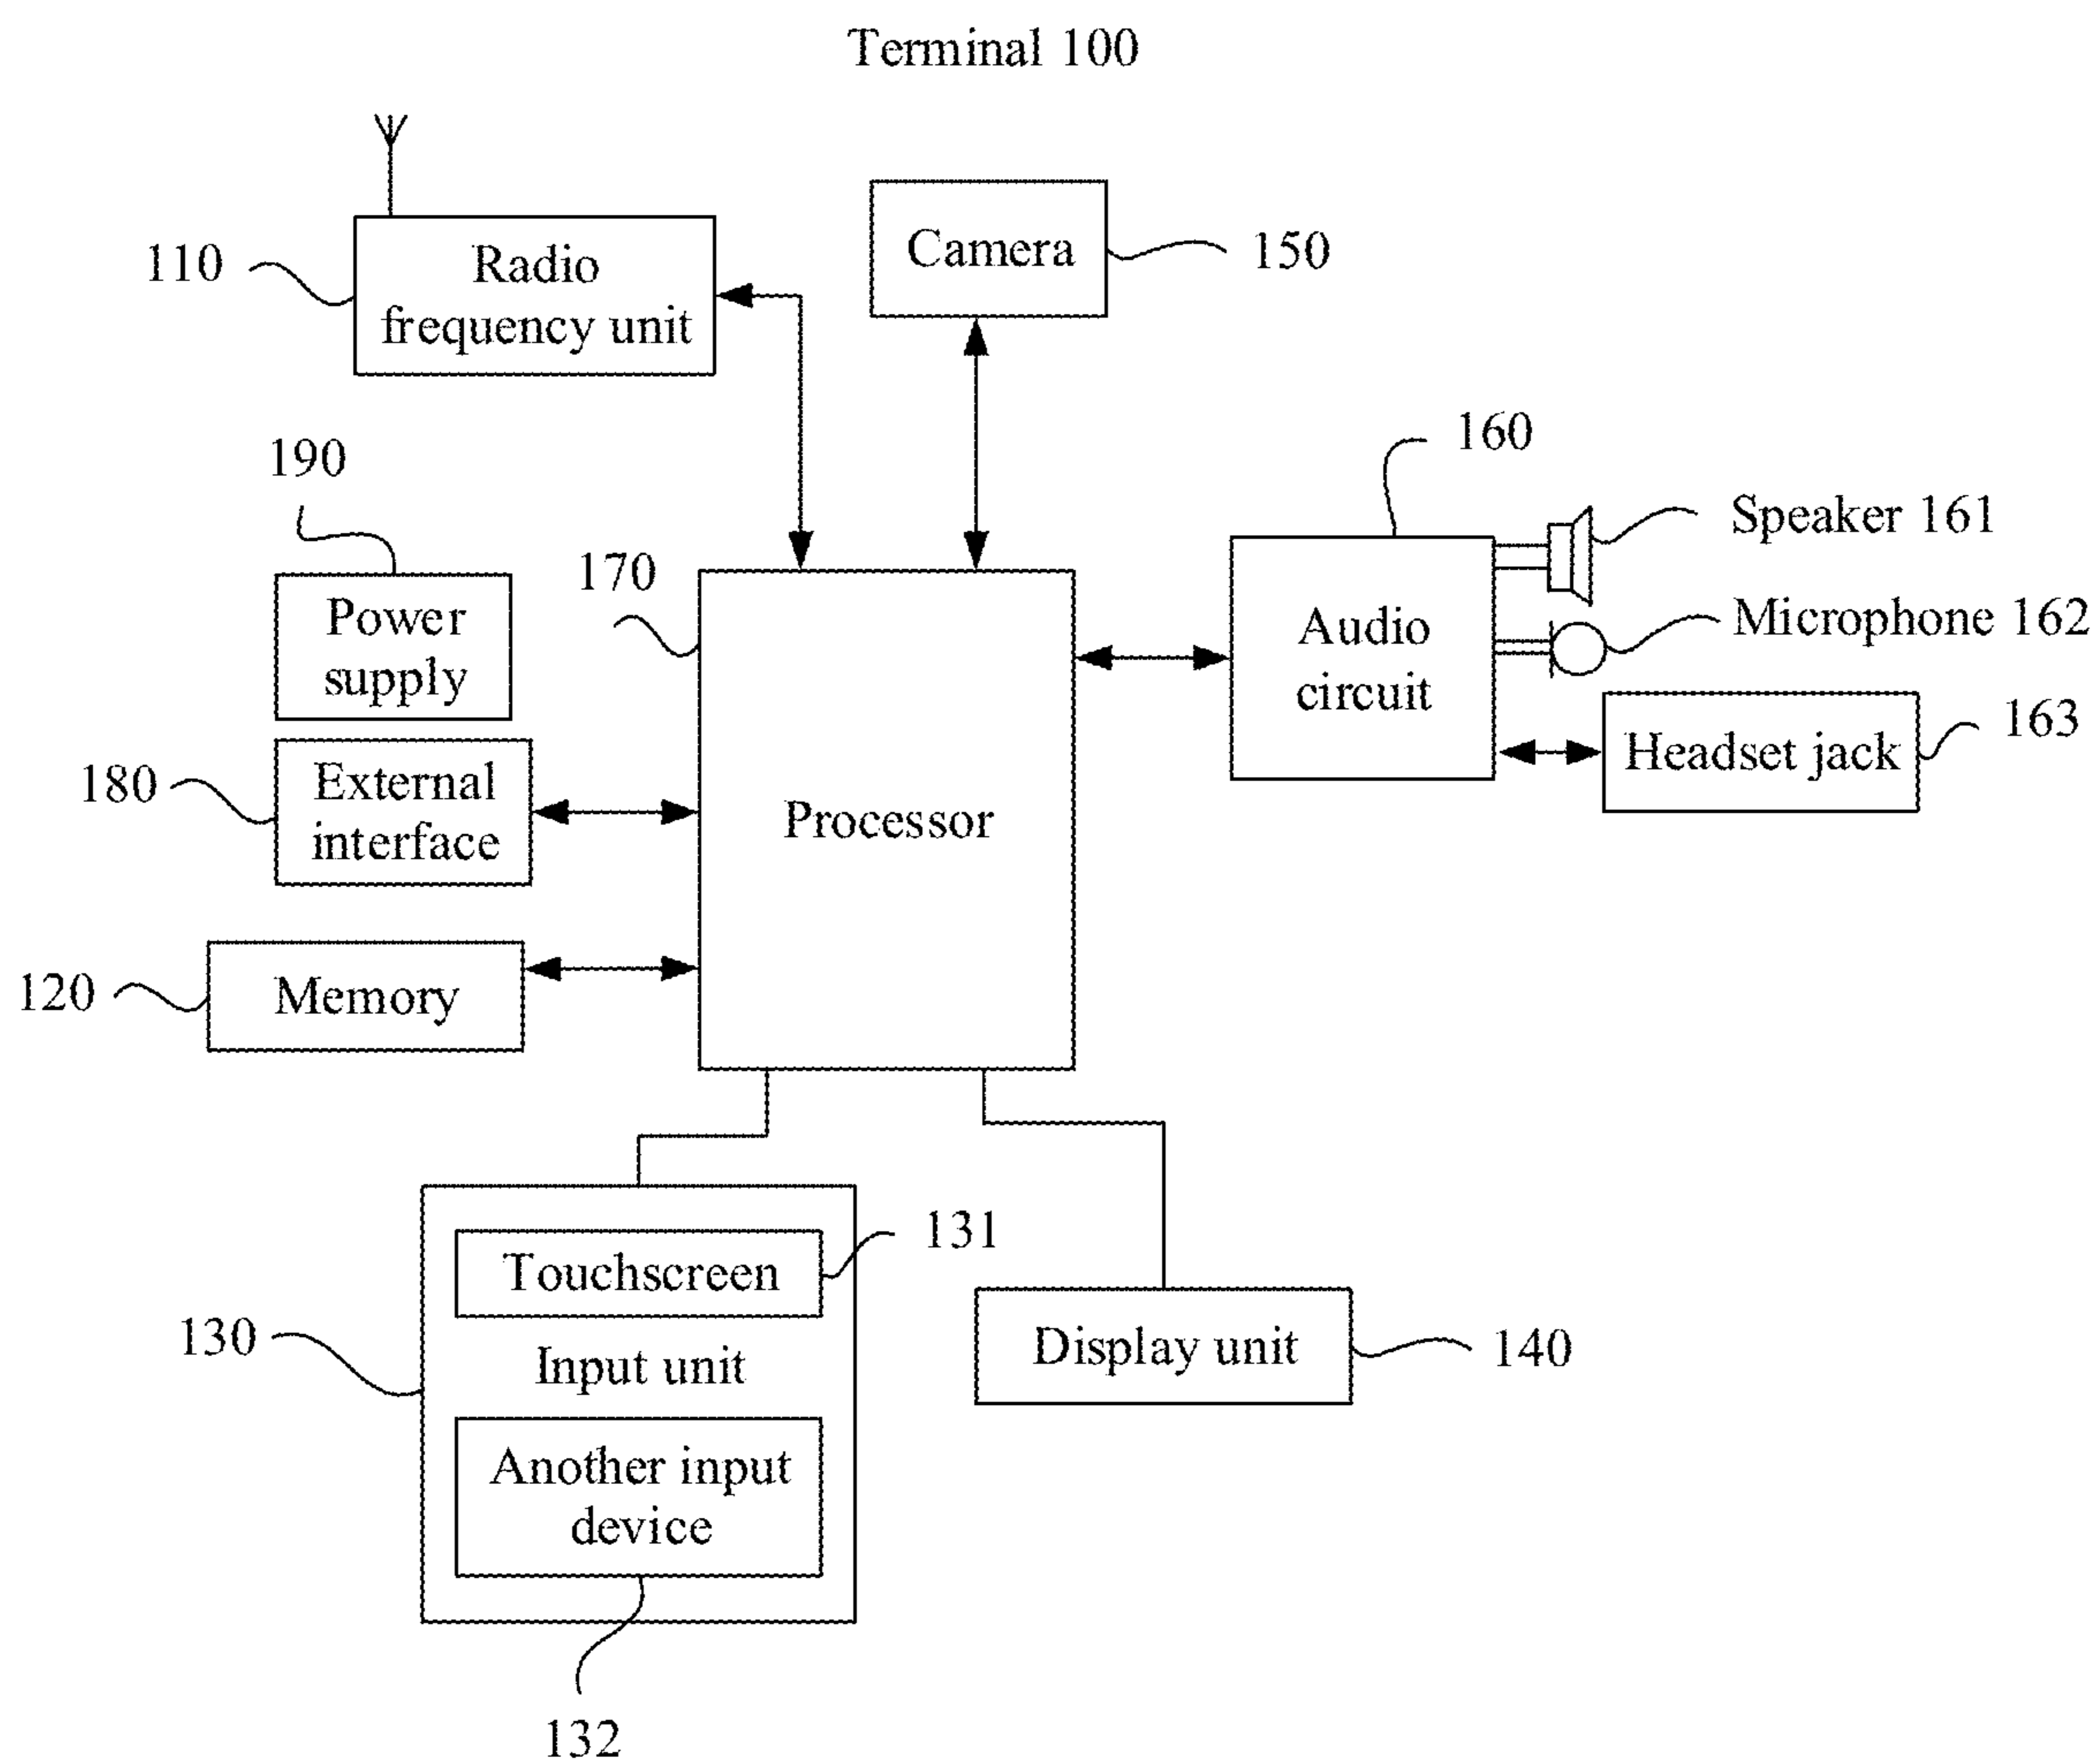 Terminal 100
110
Radio
frequency unit
Camera
150
190
Power
supply
170
Processor
160
Audio
circuit
Speaker 161
Microphone 162
Headset jack
163
180
External
interface
120
Memory
130
Touchscreen
131
Input unit
Another input
device
132
Display unit
140